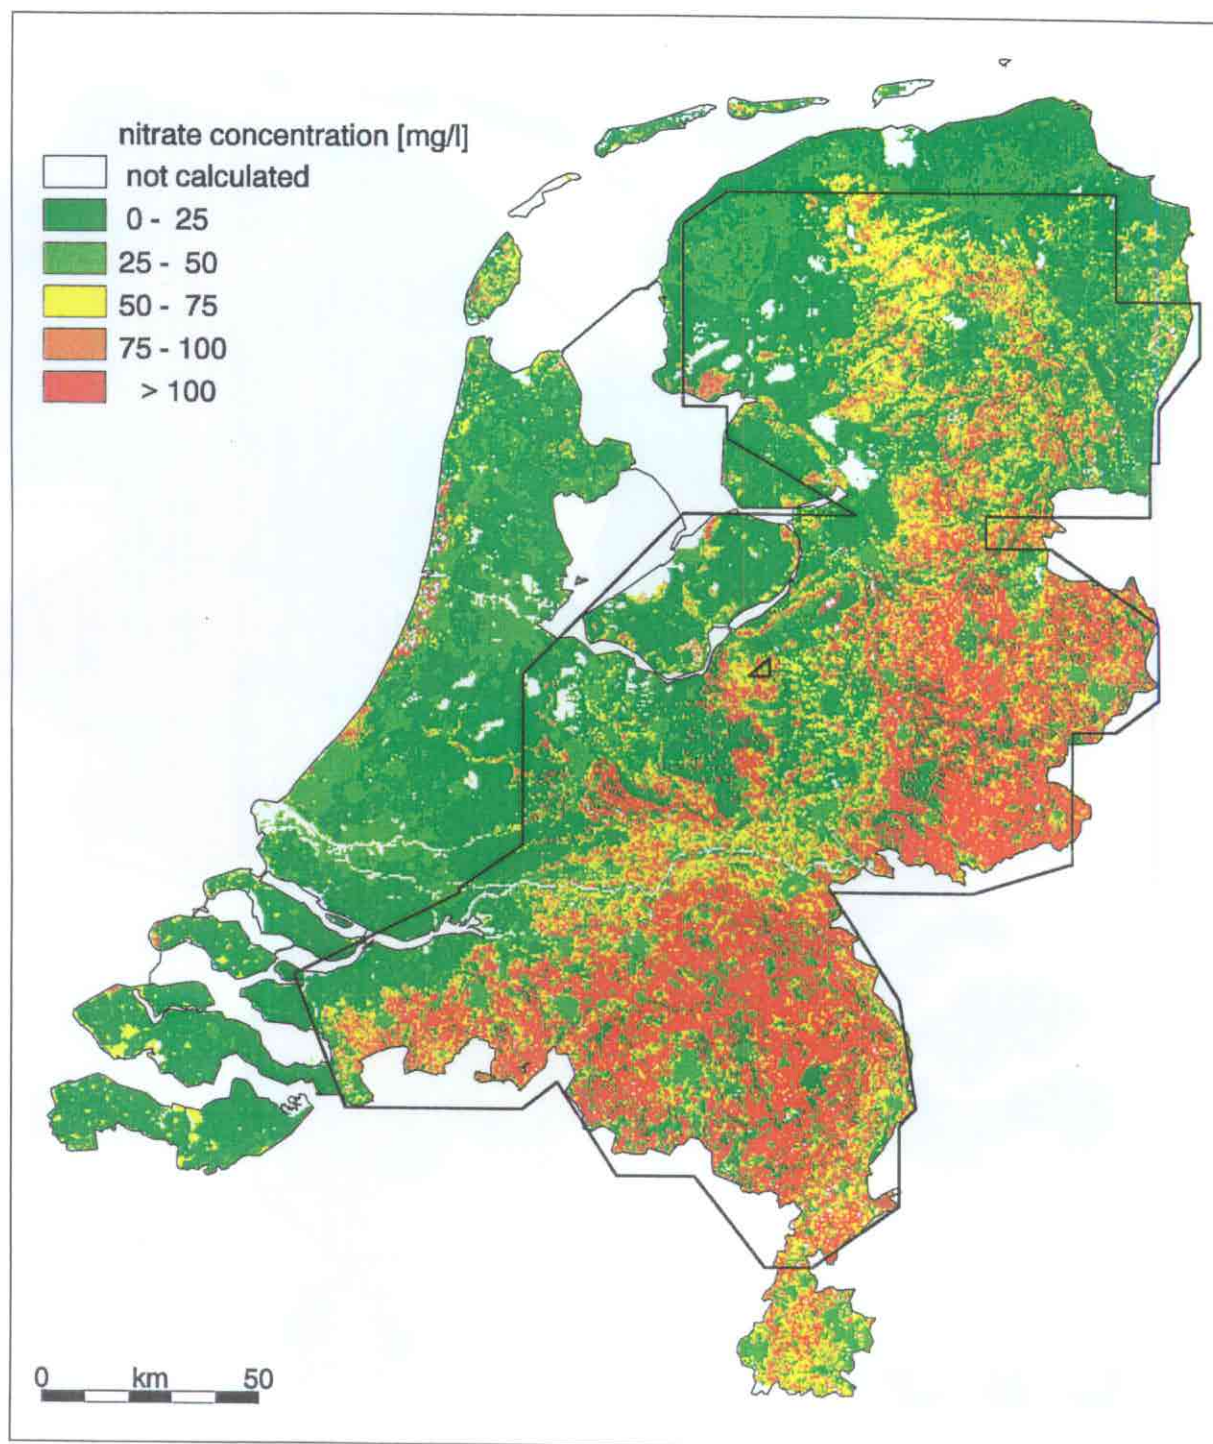 nitrate concentration [mg/l]
not calculated
0 - 25
25 - 50
50 - 75
75 - 100
> 100
0 km 50